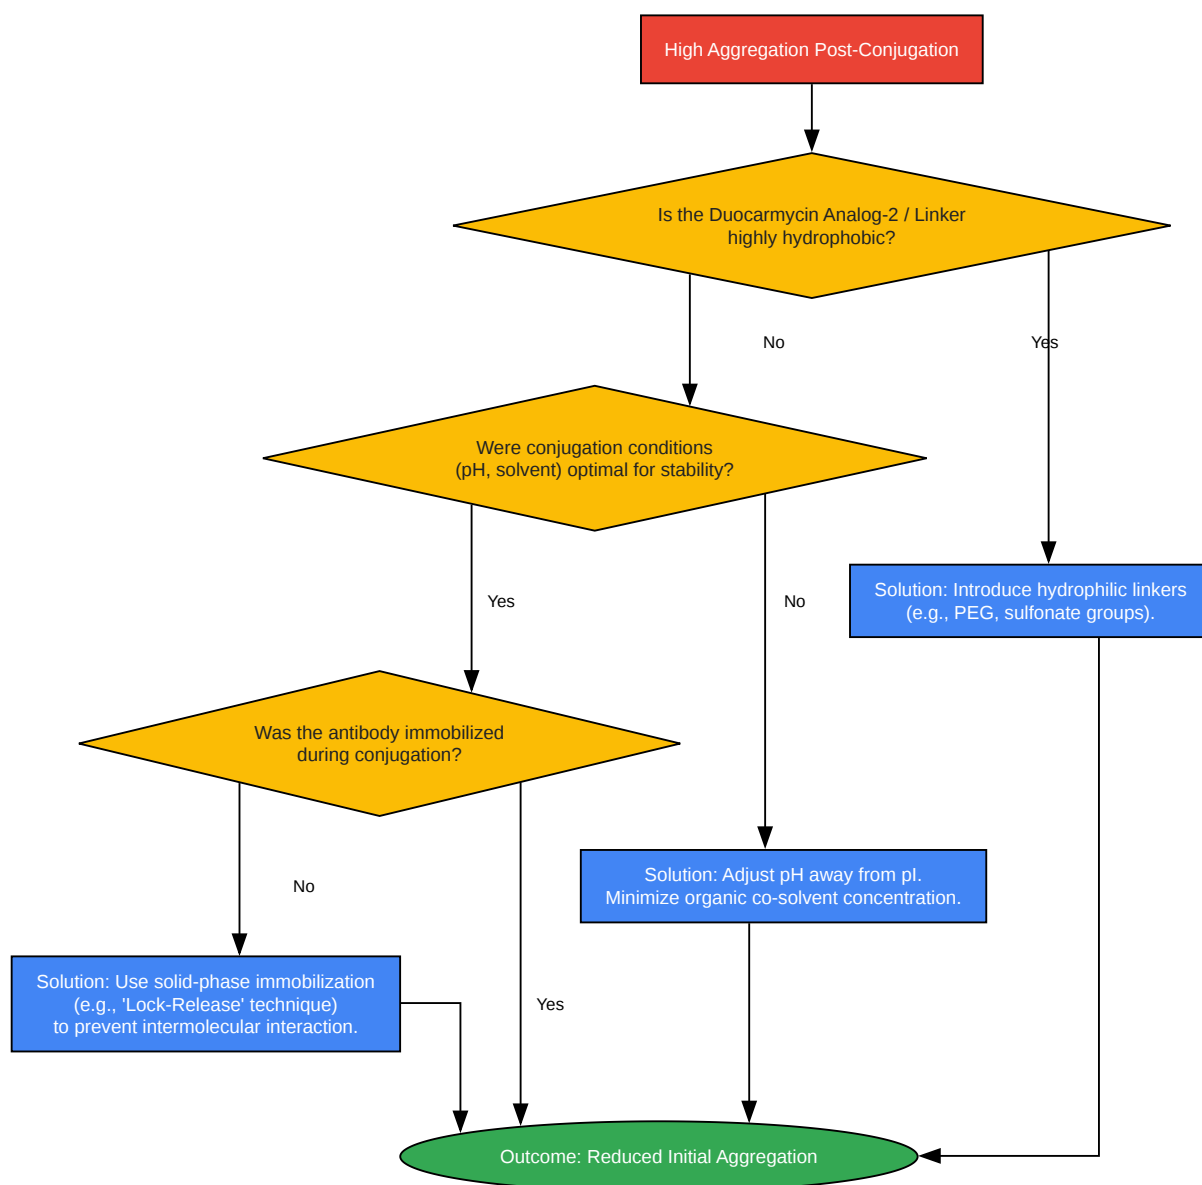 High Aggregation Post-Conjugation
Is the Duocarmycin Analog-2 / Linker
highly hydrophobic?
No
Yes
Were conjugation conditions
(pH, solvent) optimal for stability?
Yes
No
Solution: Introduce hydrophilic linkers
(e.g., PEG, sulfonate groups).
Was the antibody immobilized
during conjugation?
No
Yes
Solution: Adjust pH away from pI.
Minimize organic co-solvent concentration.
Solution: Use solid-phase immobilization
(e.g., 'Lock-Release' technique)
to prevent intermolecular interaction.
Outcome: Reduced Initial Aggregation